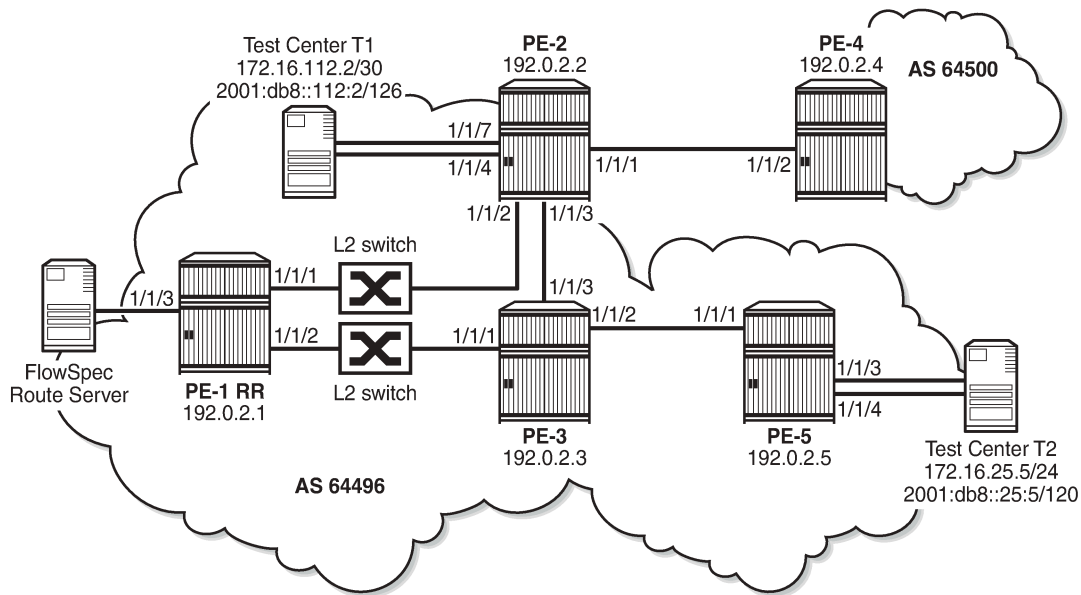 Test Center T1
172.16.112.2/30
2001:db8::112:2/126
PE-2
192.0.2.2
PE-4
192.0.2.4
AS 64500
1/1/7
1/1/4
1/1/1
1/1/2
1/1/2
1/1/3
L2 switch
1/1/3
1/1/1
1/1/3
1/1/2
1/1/1
1/1/2
1/1/1
L2 switch
FlowSpec
Route Server
PE-1 RR
192.0.2.1
PE-3
192.0.2.3
PE-5
192.0.2.5
1/1/3
1/1/4
Test Center T2
172.16.25.5/24
2001:db8::25:5/120
AS 64496